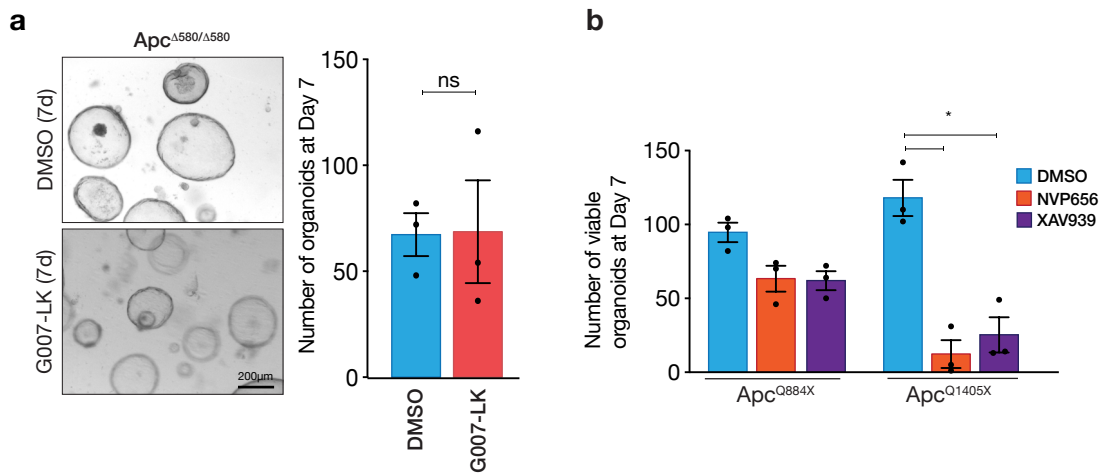 a
Apc^Δ580/Δ580
DMSO (7d)
G007-LK (7d)
200µm
Number of organoids at Day 7
150
100
50
0
ns
DMSO
G007-LK
b
Number of viable
organoids at Day 7
150
100
50
0
*
DMSO
NVP656
XAV939
Apc^Q884X
Apc^Q1405X